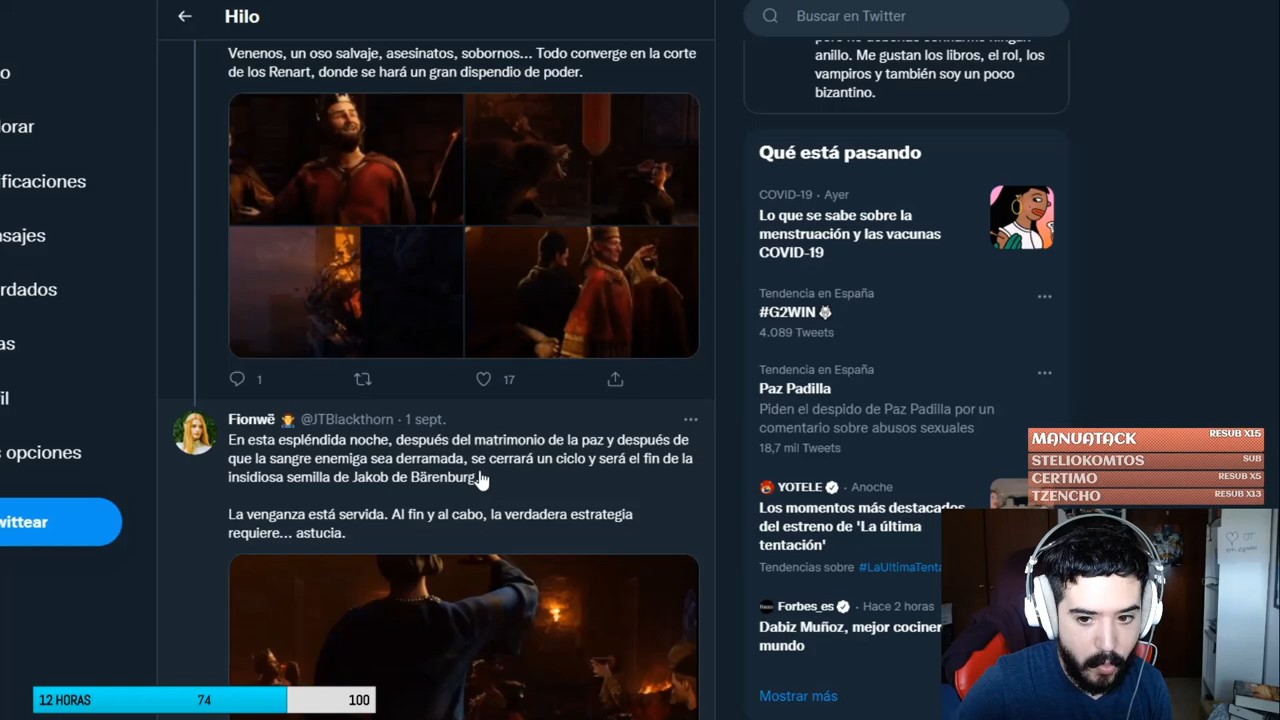 Hilo
Buscar en Twitter
Venenos, un oso salvaje, asesinatos, sobornos... Todo converge en la corte
de los Renart, donde se hará un gran dispendio de poder.
1
17
Fionwë @JTBlackthorn · 1 sept.
En esta espléndida noche, después del matrimonio de la paz y después de
que la sangre enemiga sea derramada, se cerrará un ciclo y será el fin de la
insidiosa semilla de Jakob de Bärenburg.
La venganza está servida. Al fin y al cabo, la verdadera estrategia
requiere... astucia.
o
orar
ificaciones
nsajes
rdados
as
il
s opciones
wittear
anillo. Me gustan los libros, el rol, los
vampiros y también soy un poco
bizantino.
Qué está pasando
COVID-19 · Ayer
Lo que se sabe sobre la
menstruación y las vacunas
COVID-19
Tendencia en España
#G2WIN
4.089 Tweets
Tendencia en España
Paz Padilla
Piden el despido de Paz Padilla por un
comentario sobre abusos sexuales
18,7 mil Tweets
YOTELE · Anoche
Los momentos más destacados
del estreno de 'La última
tentación'
Tendencias sobre #LaUltimaTenta
Forbes_es · Hace 2 horas
Dabiz Muñoz, mejor cociner
mundo
Mostrar más
MANUATACK RESUB X15
STELIOKOMTOS SUB
CERTIMO RESUB X5
TZENCHO RESUB X13
12 HORAS 74 100